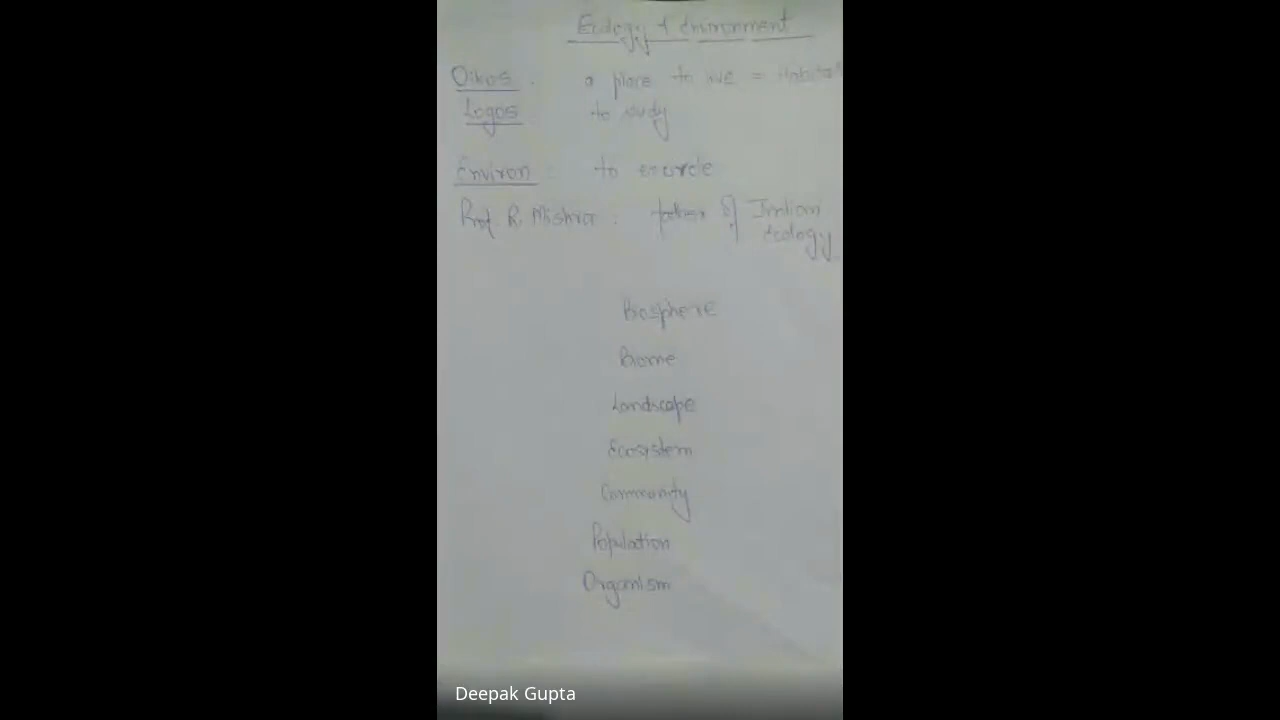 Ecology & Environment
Oikos : a place to live = Habitat
Logos : to study
Environ : to encircle
Prof. R. Mishra : father of Indian
Ecology
Biosphere
Biome
Landscape
Ecosystem
Community
Population
Organism
Deepak Gupta